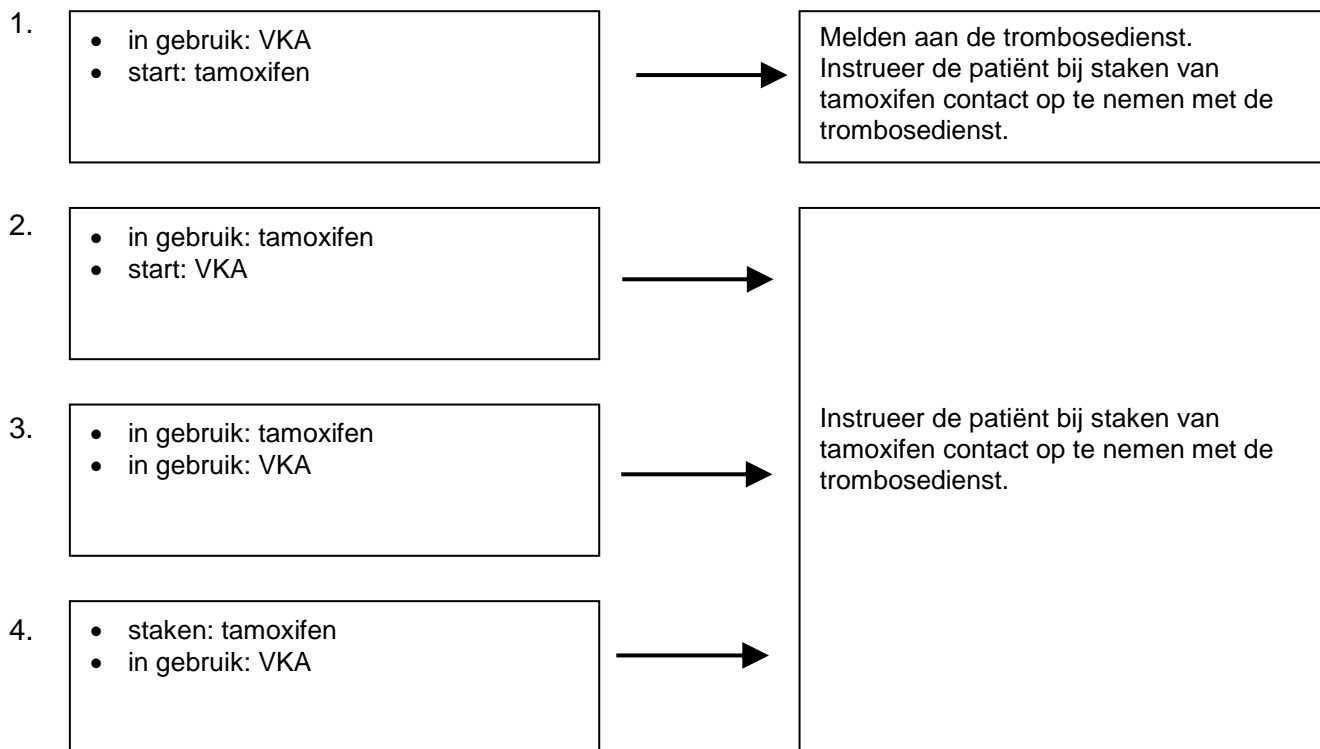 1.
• in gebruik: VKA
• start: tamoxifen
Melden aan de trombosedienst.
Instrueer de patiënt bij staken van
tamoxifen contact op te nemen met de
trombosedienst.
2.
• in gebruik: tamoxifen
• start: VKA
3.
• in gebruik: tamoxifen
• in gebruik: VKA
Instrueer de patiënt bij staken van
tamoxifen contact op te nemen met de
trombosedienst.
4.
• staken: tamoxifen
• in gebruik: VKA